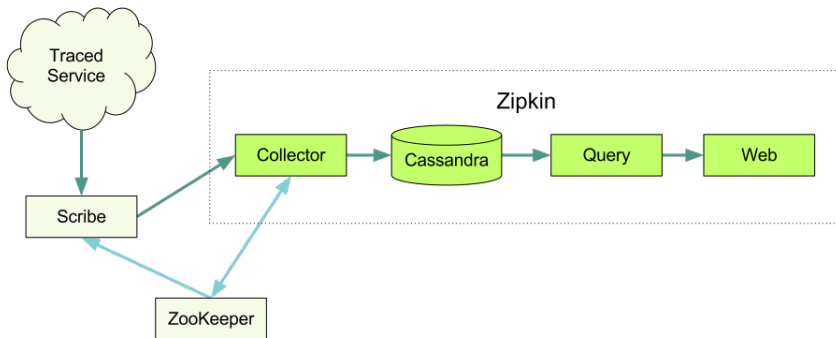 Traced
Service
Zipkin
Collector
Cassandra
Query
Web
Scribe
ZooKeeper